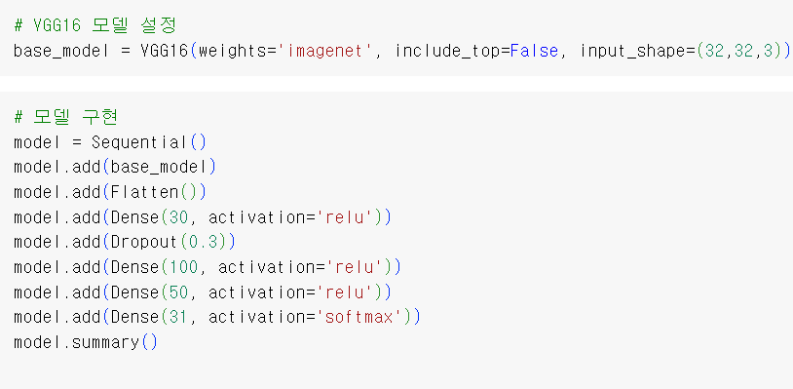 # VGG16 모델 설정
base_model = VGG16(weights='imagenet', include_top=False, input_shape=(32,32,3))
# 모델 구현
model = Sequential()
model.add(base_model)
model.add(Flatten())
model.add(Dense(30, activation='relu'))
model.add(Dropout(0.3))
model.add(Dense(100, activation='relu'))
model.add(Dense(50, activation='relu'))
model.add(Dense(31, activation='softmax'))
model.summary()